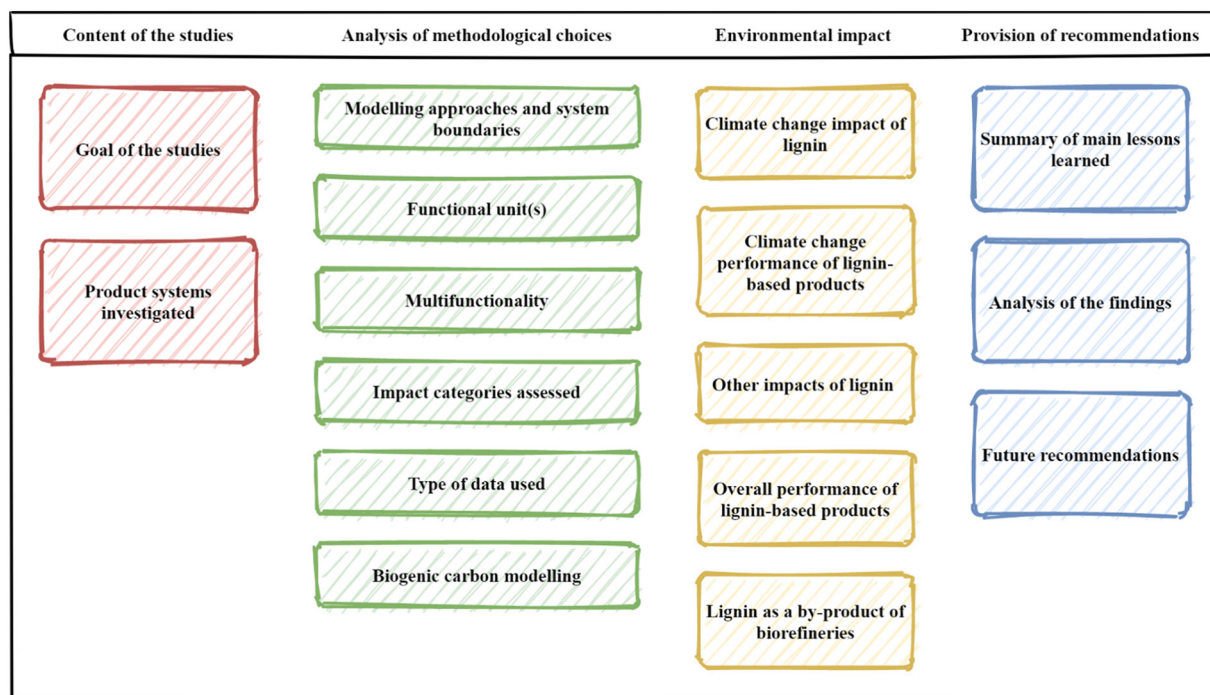 Content of the studies
Analysis of methodological choices
Environmental impact
Provision of recommendations
Goal of the studies
Product systems
investigated
Modelling approaches and system
boundaries
Functional unit(s)
Multifunctionality
Impact categories assessed
Type of data used
Biogenic carbon modelling
Climate change impact of
lignin
Climate change
performance of lignin-
based products
Other impacts of lignin
Overall performance of
lignin-based products
Lignin as a by-product of
biorefineries
Summary of main lessons
learned
Analysis of the findings
Future recommendations